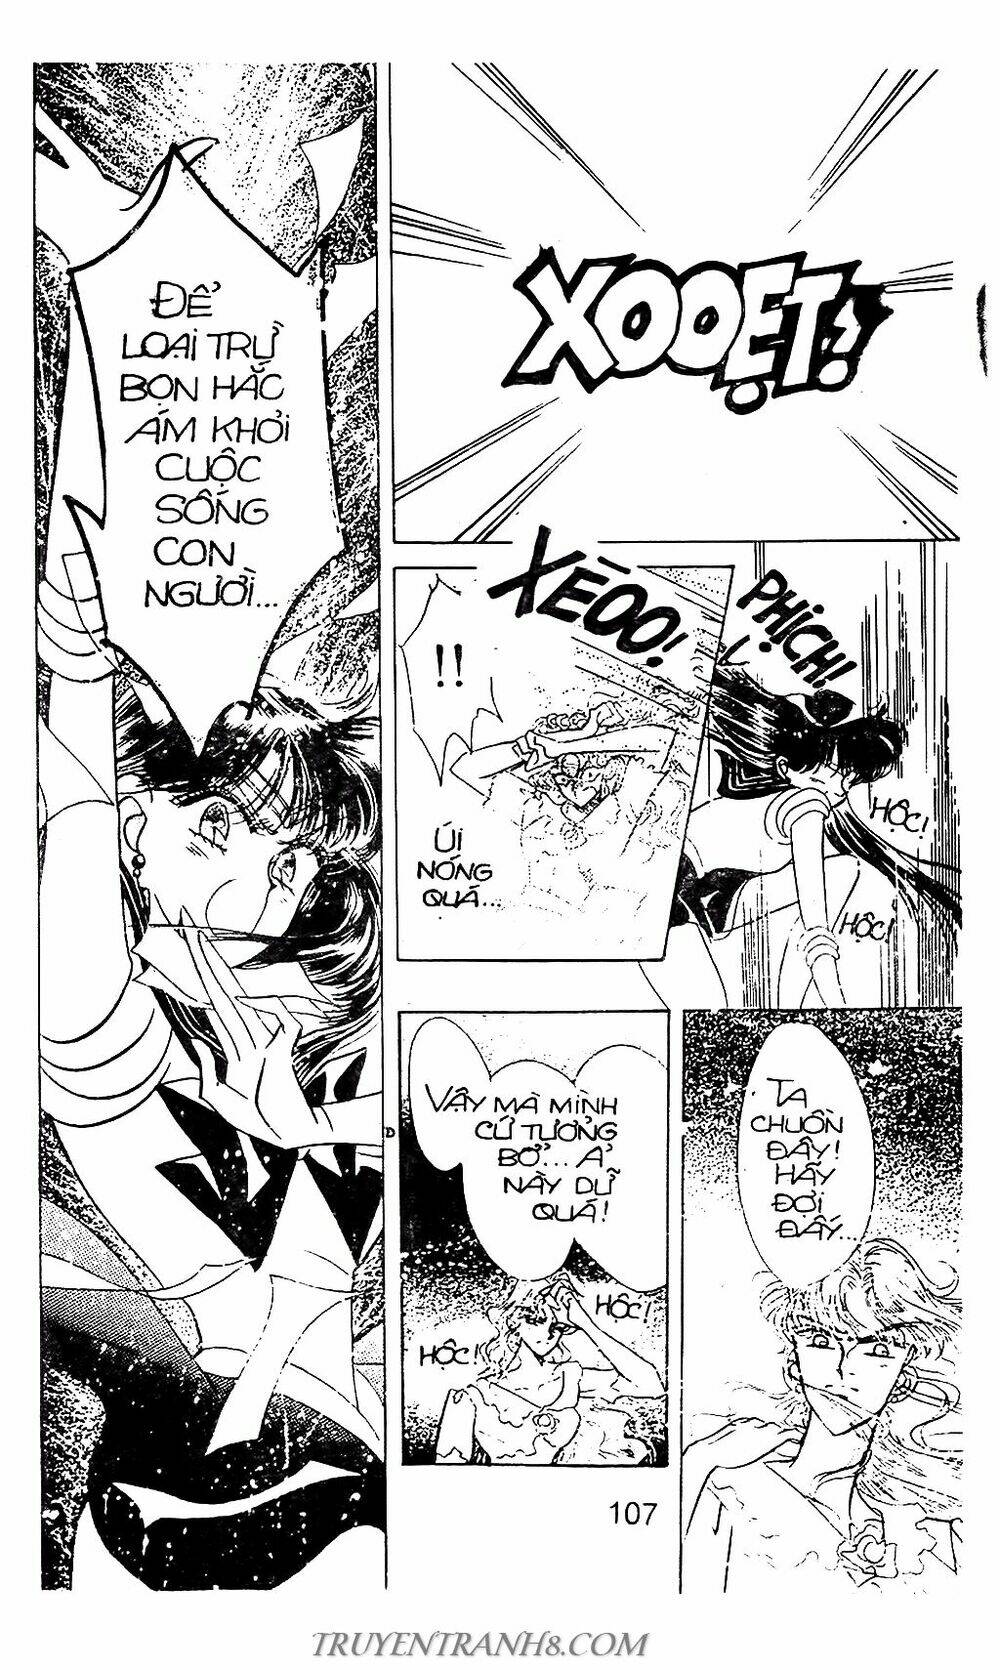 ĐỂ
LOẠI TRỪ
BỌN HẮC
ÁM KHỎI
CUỘC
SỐNG
CON
NGƯỜI...
XOOẸT!
XÈOO!
PHỊCH!
!!
ÚI
NÓNG
QUÁ...
HỘC!
HỘC!
VẬY MÀ MÌNH
CỨ TƯỞNG
BỞ... Ả
NÀY DỮ
QUÁ!
HỘC!
HỘC!
TA
CHUỒN
ĐÂY!
HÃY
ĐỢI
ĐẤY...
107
TRUYENTRANH8.COM